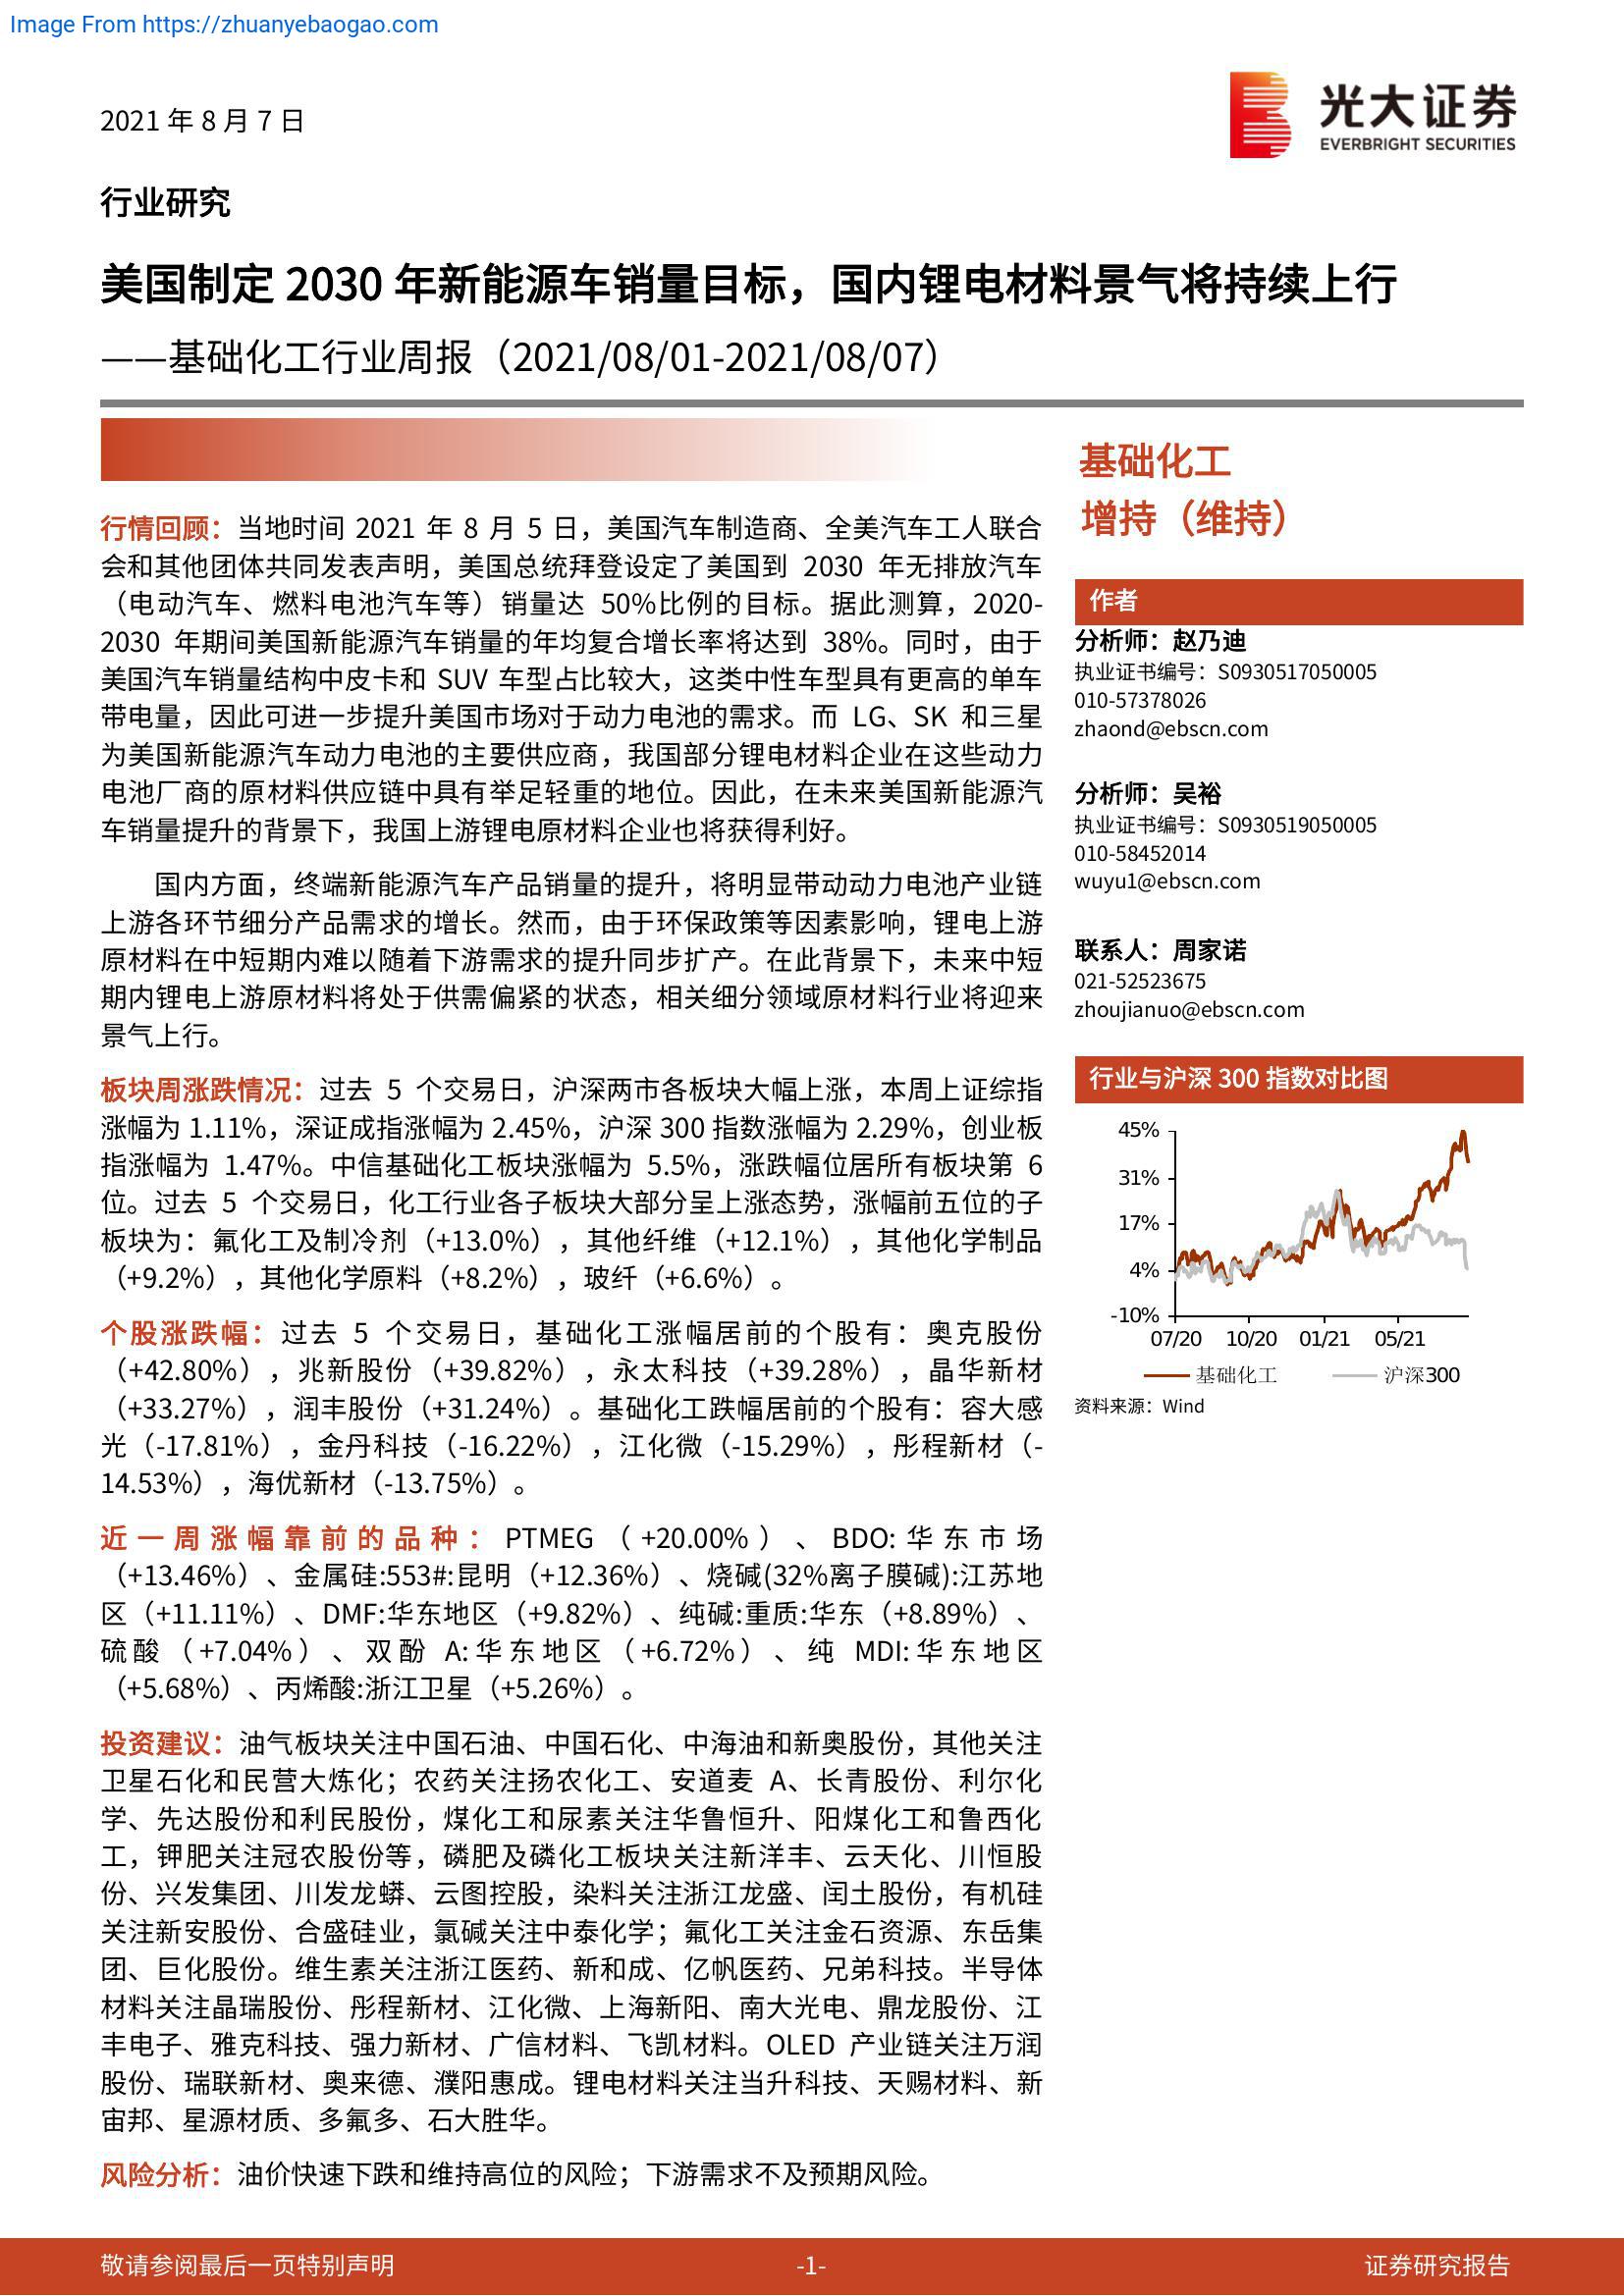 Image From https://zhuanyebaogao.com
2021 年 8 月 7 日
光大证券
EVERBRIGHT SECURITIES
行业研究
美国制定 2030 年新能源车销量目标，国内锂电材料景气将持续上行
——基础化工行业周报（2021/08/01-2021/08/07）
行情回顾：当地时间 2021 年 8 月 5 日，美国汽车制造商、全美汽车工人联合
会和其他团体共同发表声明，美国总统拜登设定了美国到 2030 年无排放汽车
（电动汽车、燃料电池汽车等）销量达 50%比例的目标。据此测算，2020-
2030 年期间美国新能源汽车销量的年均复合增长率将达到 38%。同时，由于
美国汽车销量结构中皮卡和 SUV 车型占比较大，这类中性车型具有更高的单车
带电量，因此可进一步提升美国市场对于动力电池的需求。而 LG、SK 和三星
为美国新能源汽车动力电池的主要供应商，我国部分锂电材料企业在这些动力
电池厂商的原材料供应链中具有举足轻重的地位。因此，在未来美国新能源汽
车销量提升的背景下，我国上游锂电原材料企业也将获得利好。
国内方面，终端新能源汽车产品销量的提升，将明显带动动力电池产业链
上游各环节细分产品需求的增长。然而，由于环保政策等因素影响，锂电上游
原材料在中短期内难以随着下游需求的提升同步扩产。在此背景下，未来中短
期内锂电上游原材料将处于供需偏紧的状态，相关细分领域原材料行业将迎来
景气上行。
板块周涨跌情况：过去 5 个交易日，沪深两市各板块大幅上涨，本周上证综指
涨幅为 1.11%，深证成指涨幅为 2.45%，沪深 300 指数涨幅为 2.29%，创业板
指涨幅为 1.47%。中信基础化工板块涨幅为 5.5%，涨跌幅位居所有板块第 6
位。过去 5 个交易日，化工行业各子板块大部分呈上涨态势，涨幅前五位的子
板块为：氟化工及制冷剂（+13.0%），其他纤维（+12.1%），其他化学制品
（+9.2%），其他化学原料（+8.2%），玻纤（+6.6%）。
个股涨跌幅：过去 5 个交易日，基础化工涨幅居前的个股有：奥克股份
（+42.80%），兆新股份（+39.82%），永太科技（+39.28%），晶华新材
（+33.27%），润丰股份（+31.24%）。基础化工跌幅居前的个股有：容大感
光（-17.81%），金丹科技（-16.22%），江化微（-15.29%），彤程新材（-
14.53%），海优新材（-13.75%）。
近一周涨幅靠前的品种：PTMEG（+20.00%）、BDO:华东市场
（+13.46%）、金属硅:553#:昆明（+12.36%）、烧碱(32%离子膜碱):江苏地
区（+11.11%）、DMF:华东地区（+9.82%）、纯碱:重质:华东（+8.89%）、
硫酸（+7.04%）、双酚 A:华东地区（+6.72%）、纯 MDI:华东地区
（+5.68%）、丙烯酸:浙江卫星（+5.26%）。
投资建议：油气板块关注中国石油、中国石化、中海油和新奥股份，其他关注
卫星石化和民营大炼化；农药关注扬农化工、安道麦 A、长青股份、利尔化
学、先达股份和利民股份，煤化工和尿素关注华鲁恒升、阳煤化工和鲁西化
工，钾肥关注冠农股份等，磷肥及磷化工板块关注新洋丰、云天化、川恒股
份、兴发集团、川发龙蟒、云图控股，染料关注浙江龙盛、闰土股份，有机硅
关注新安股份、合盛硅业，氯碱关注中泰化学；氟化工关注金石资源、东岳集
团、巨化股份。维生素关注浙江医药、新和成、亿帆医药、兄弟科技。半导体
材料关注晶瑞股份、彤程新材、江化微、上海新阳、南大光电、鼎龙股份、江
丰电子、雅克科技、强力新材、广信材料、飞凯材料。OLED 产业链关注万润
股份、瑞联新材、奥来德、濮阳惠成。锂电材料关注当升科技、天赐材料、新
宙邦、星源材质、多氟多、石大胜华。
风险分析：油价快速下跌和维持高位的风险；下游需求不及预期风险。
基础化工
增持（维持）
作者
分析师：赵乃迪
执业证书编号：S0930517050005
010-57378026
zhaond@ebscn.com
分析师：吴裕
执业证书编号：S0930519050005
010-58452014
wuyu1@ebscn.com
联系人：周家诺
021-52523675
zhoujianuo@ebscn.com
行业与沪深 300 指数对比图
45%
31%
17%
4%
-10%
07/20 10/20 01/21 05/21
基础化工 沪深300
资料来源：Wind
敬请参阅最后一页特别声明 -1- 证券研究报告